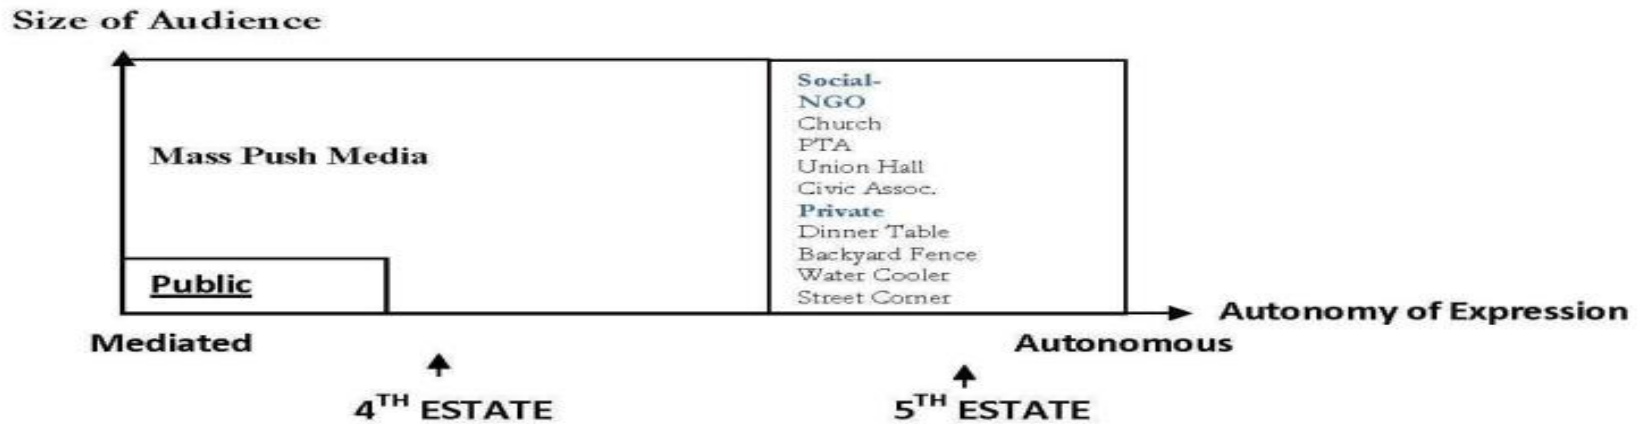 Size of Audience
Mass Push Media
Public
Social-
NGO
Church
PTA
Union Hall
Civic Assoc.
Private
Dinner Table
Backyard Fence
Water Cooler
Street Corner
Autonomy of Expression
Mediated
Autonomous
4TH ESTATE
5TH ESTATE